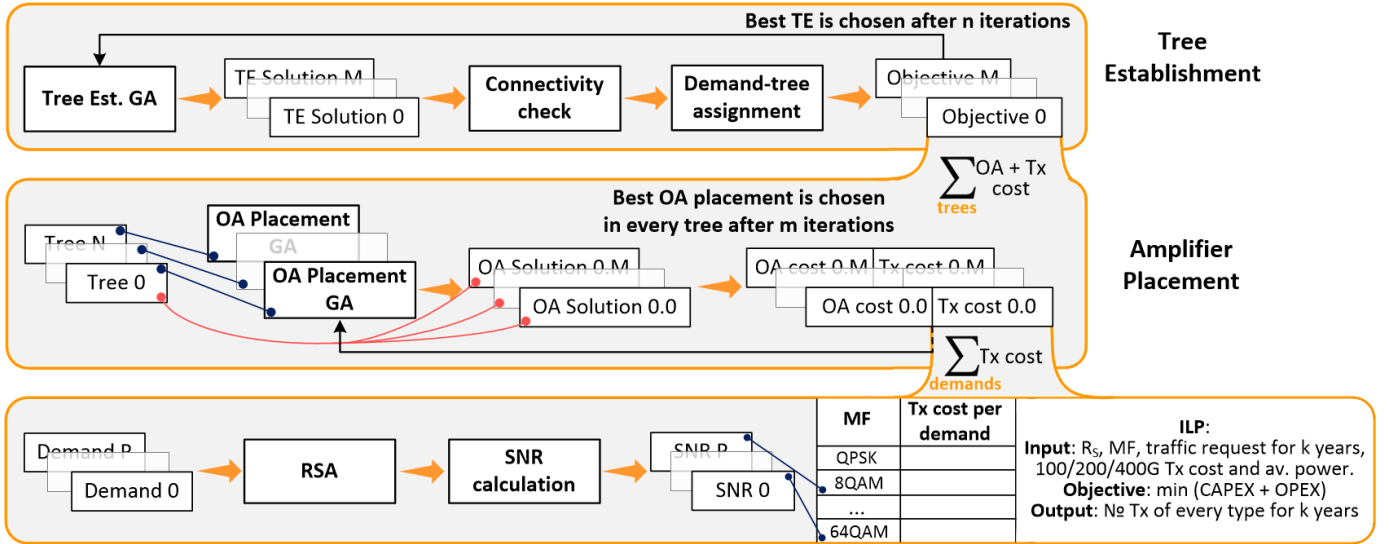 Best TE is chosen after n iterations
Tree
Establishment
Tree Est. GA
TE Solution M
TE Solution 0
Connectivity
check
Demand-tree
assignment
Objective M
Objective 0
∑ OA + Tx
cost
trees
Best OA placement is chosen
in every tree after m iterations
Amplifier
Placement
Tree N
Tree 0
OA Placement
GA
OA Placement
GA
OA Solution 0.M
OA Solution 0.0
OA cost 0.M Tx cost 0.M
OA cost 0.0 Tx cost 0.0
∑ Tx cost
demands
Demand P
Demand 0
RSA
SNR
calculation
SNR P
SNR 0
MF
Tx cost per
demand
QPSK
8QAM
...
64QAM
ILP:
Input: Rₛ, MF, traffic request for k years,
100/200/400G Tx cost and av. power.
Objective: min (CAPEX + OPEX)
Output: № Tx of every type for k years